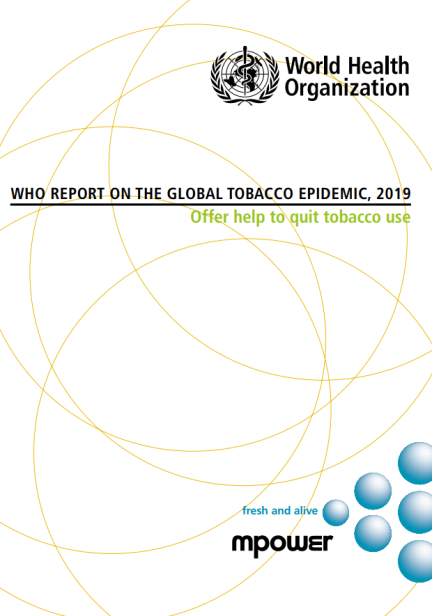 World Health
Organization
WHO REPORT ON THE GLOBAL TOBACCO EPIDEMIC, 2019
Offer help to quit tobacco use
fresh and alive
mpower